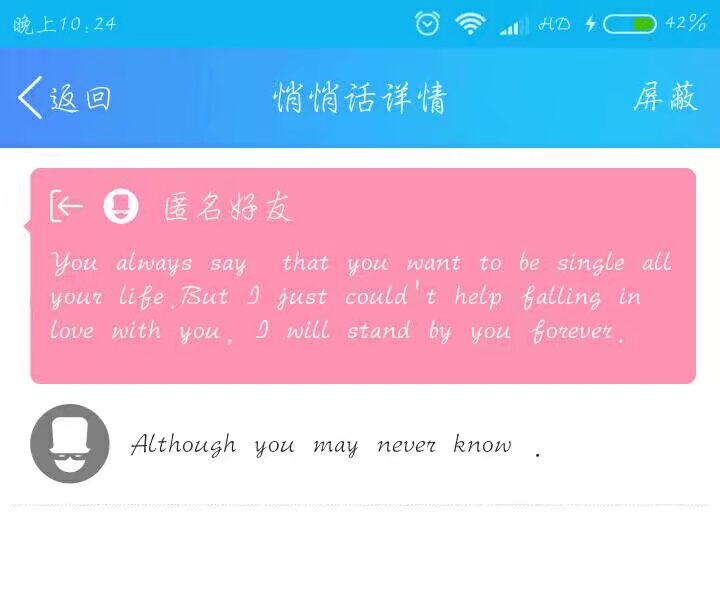 晚上10:24 HD 42%
返回 悄悄话详情 屏蔽
匿名好友
You always say that you want to be single all
your life.But I just could't help falling in
love with you, I will stand by you forever.
Although you may never know .